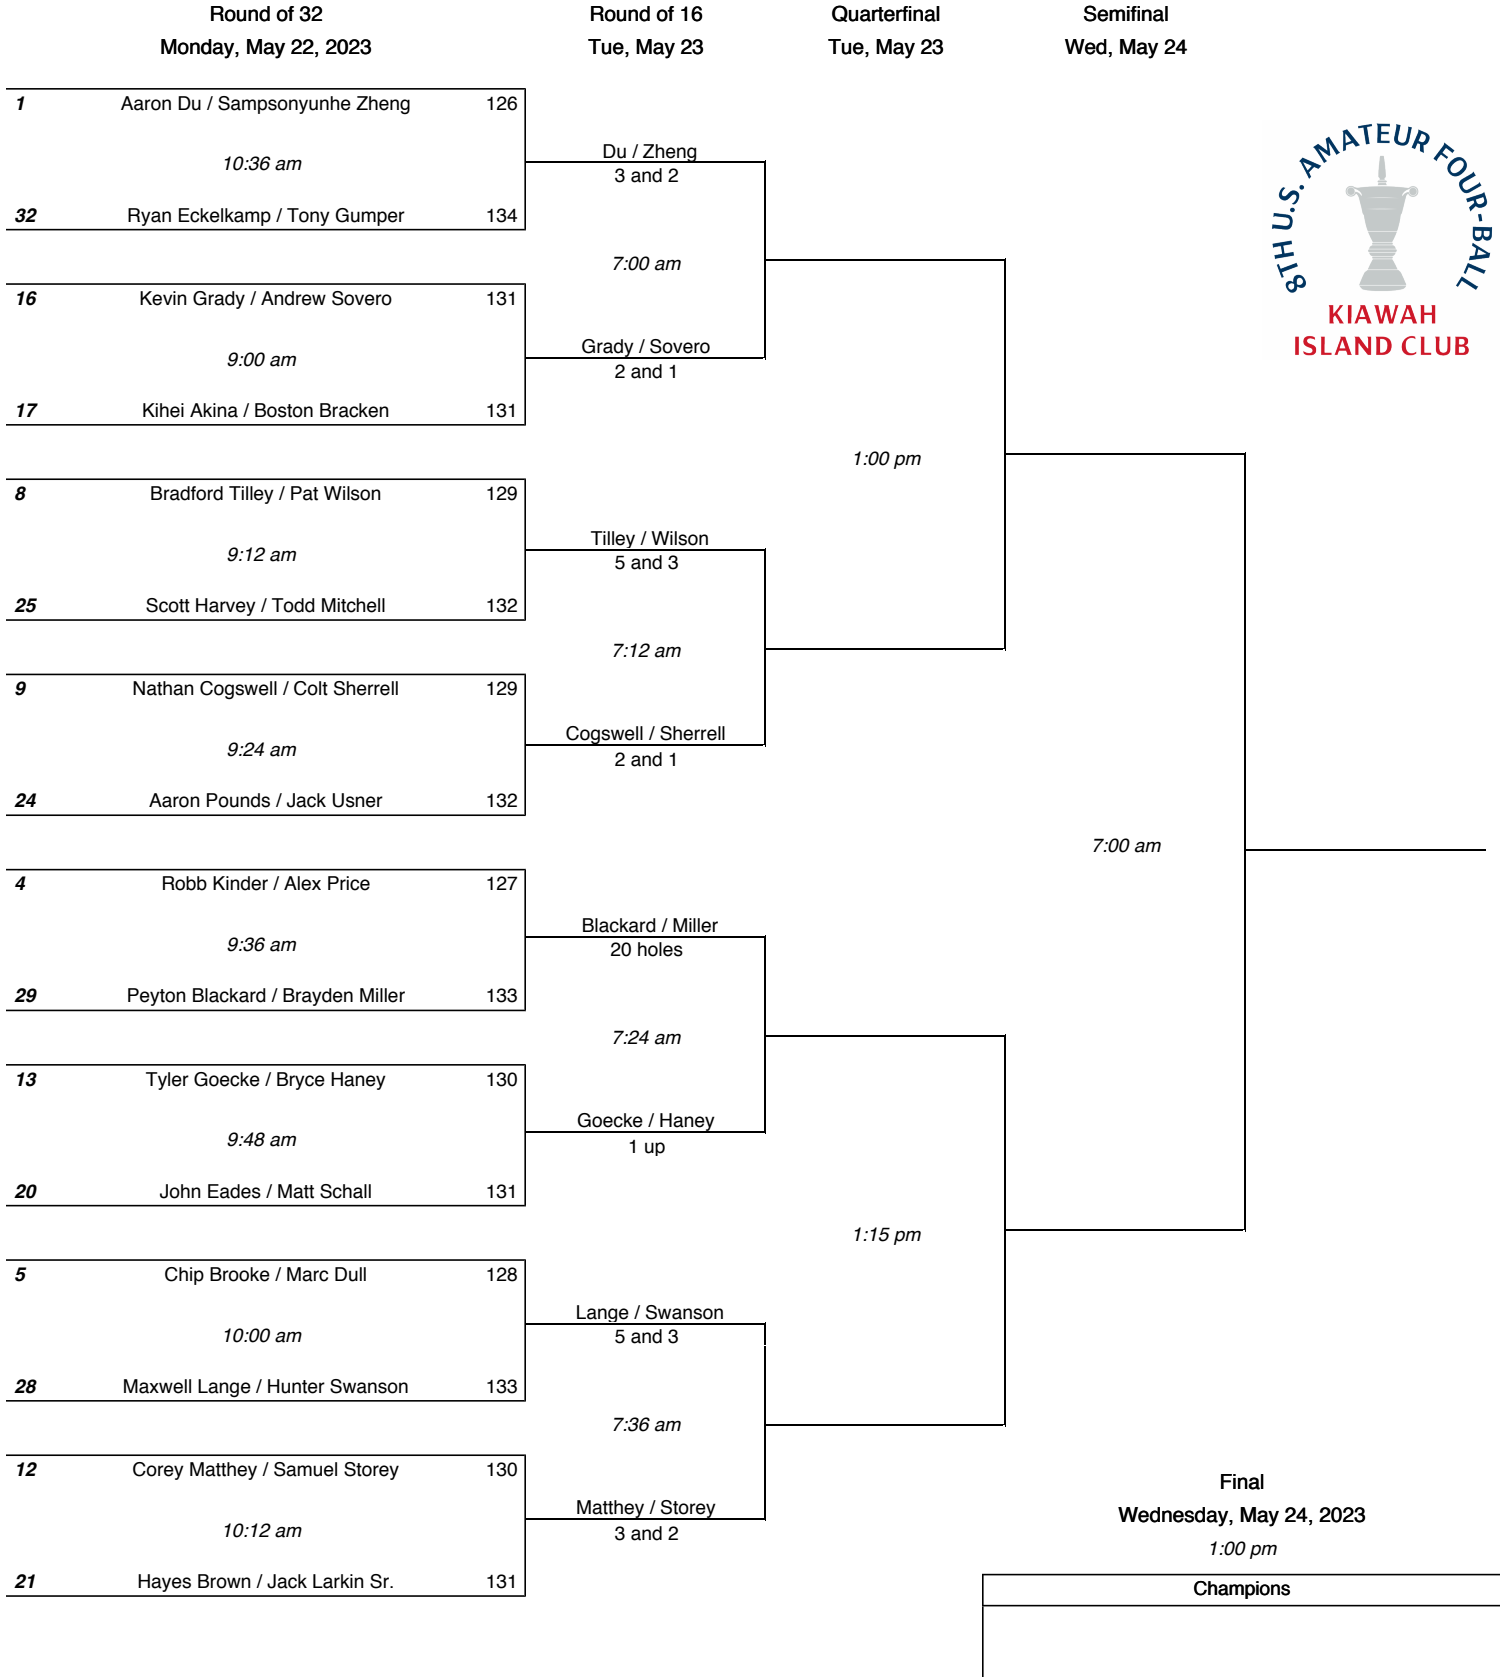 Round of 32 Round of 16 Quarterfinal Semifinal
Monday, May 22, 2023 Tue, May 23 Tue, May 23 Wed, May 24
8TH U.S. AMATEUR FOUR-BALL
KIAWAH
ISLAND CLUB
1 Aaron Du / Sampsonyunhe Zheng 126
10:36 am
32 Ryan Eckelkamp / Tony Gumper 134
Du / Zheng
3 and 2
7:00 am
16 Kevin Grady / Andrew Sovero 131
9:00 am
17 Kihei Akina / Boston Bracken 131
Grady / Sovero
2 and 1
1:00 pm
8 Bradford Tilley / Pat Wilson 129
9:12 am
25 Scott Harvey / Todd Mitchell 132
Tilley / Wilson
5 and 3
7:12 am
9 Nathan Cogswell / Colt Sherrell 129
9:24 am
24 Aaron Pounds / Jack Usner 132
Cogswell / Sherrell
2 and 1
7:00 am
4 Robb Kinder / Alex Price 127
9:36 am
29 Peyton Blackard / Brayden Miller 133
Blackard / Miller
20 holes
7:24 am
13 Tyler Goecke / Bryce Haney 130
9:48 am
20 John Eades / Matt Schall 131
Goecke / Haney
1 up
1:15 pm
5 Chip Brooke / Marc Dull 128
10:00 am
28 Maxwell Lange / Hunter Swanson 133
Lange / Swanson
5 and 3
7:36 am
12 Corey Matthey / Samuel Storey 130
10:12 am
21 Hayes Brown / Jack Larkin Sr. 131
Matthey / Storey
3 and 2
Final
Wednesday, May 24, 2023
1:00 pm
Champions